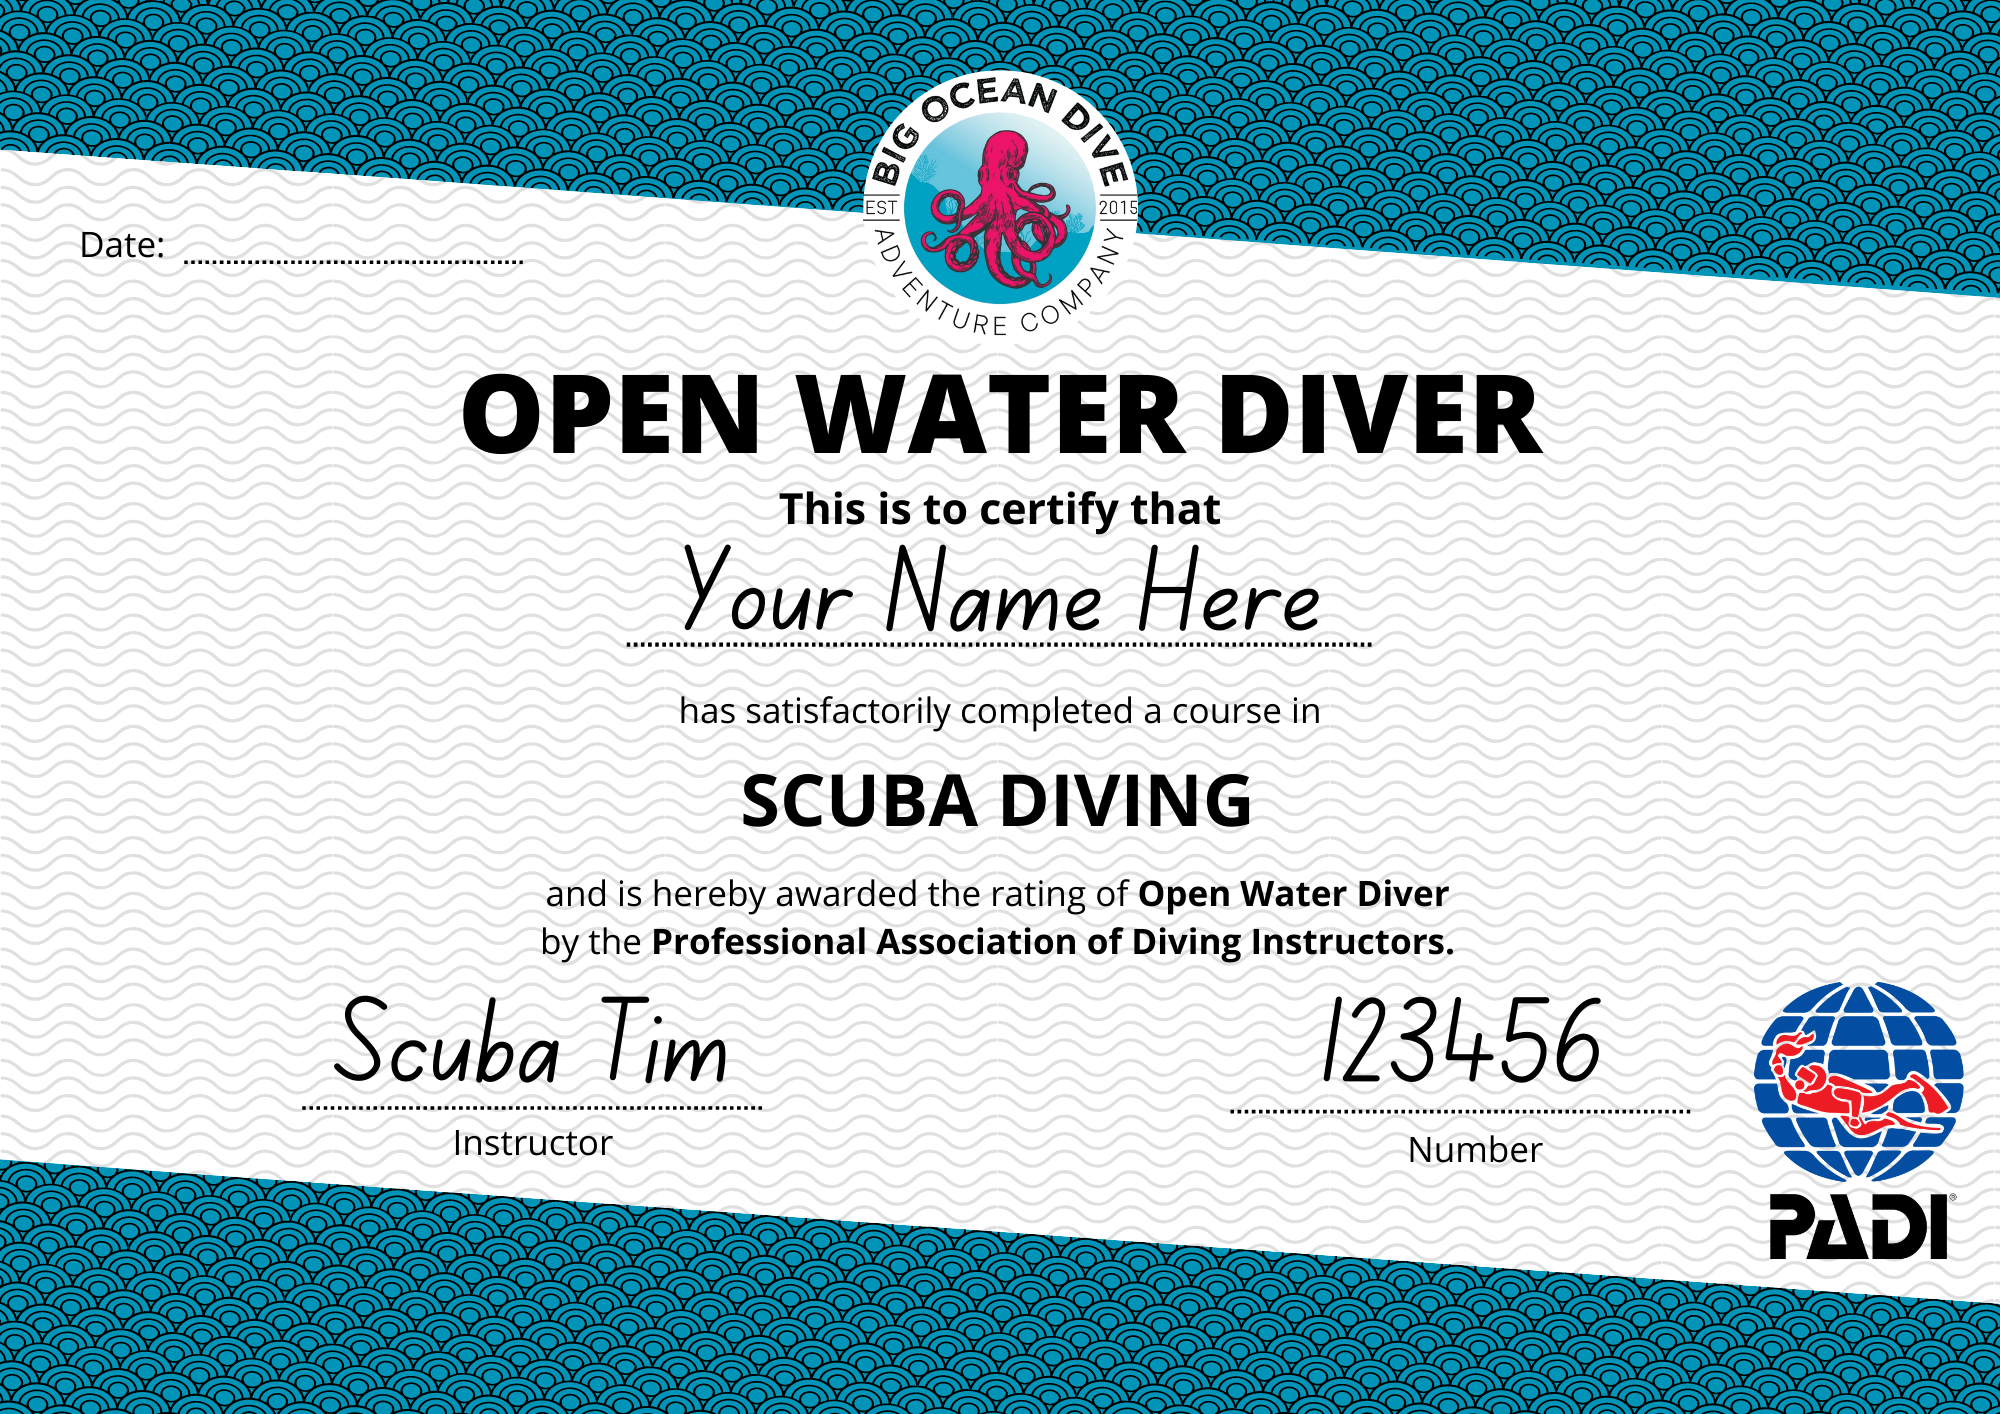 BIG OCEAN DIVE
EST 2015
ADVENTURE COMPANY
Date:
OPEN WATER DIVER
This is to certify that
Your Name Here
has satisfactorily completed a course in
SCUBA DIVING
and is hereby awarded the rating of Open Water Diver
by the Professional Association of Diving Instructors.
Scuba Tim
123456
Instructor
Number
PADI®